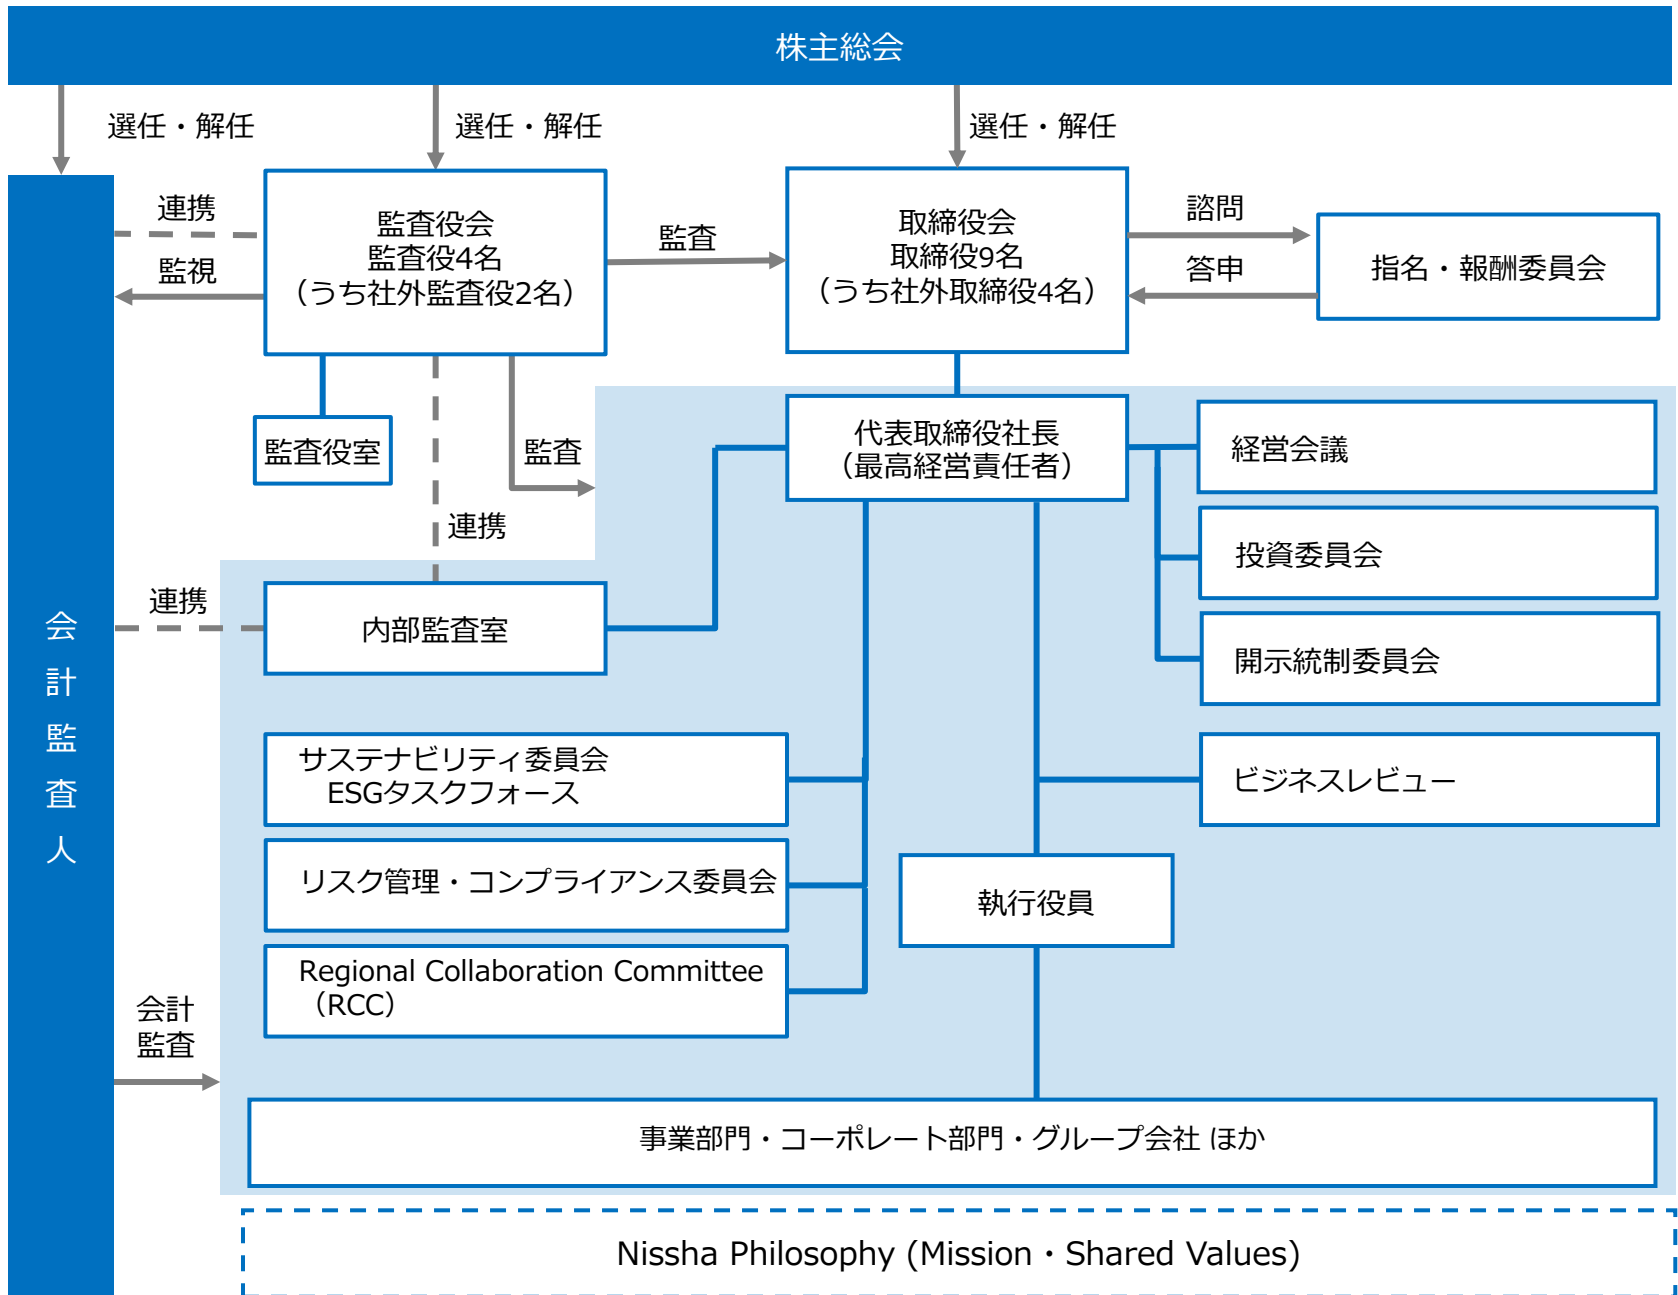 株主総会
選任・解任
選任・解任
選任・解任
連携
監視
監査役会
監査役4名
（うち社外監査役2名）
監査
取締役会
取締役9名
（うち社外取締役4名）
諮問
答申
指名・報酬委員会
監査役室
監査
連携
代表取締役社長
（最高経営責任者）
経営会議
投資委員会
開示統制委員会
連携
内部監査室
会計監査人
サステナビリティ委員会
ESGタスクフォース
ビジネスレビュー
リスク管理・コンプライアンス委員会
執行役員
Regional Collaboration Committee
（RCC）
会計
監査
事業部門・コーポレート部門・グループ会社 ほか
Nissha Philosophy (Mission・Shared Values)